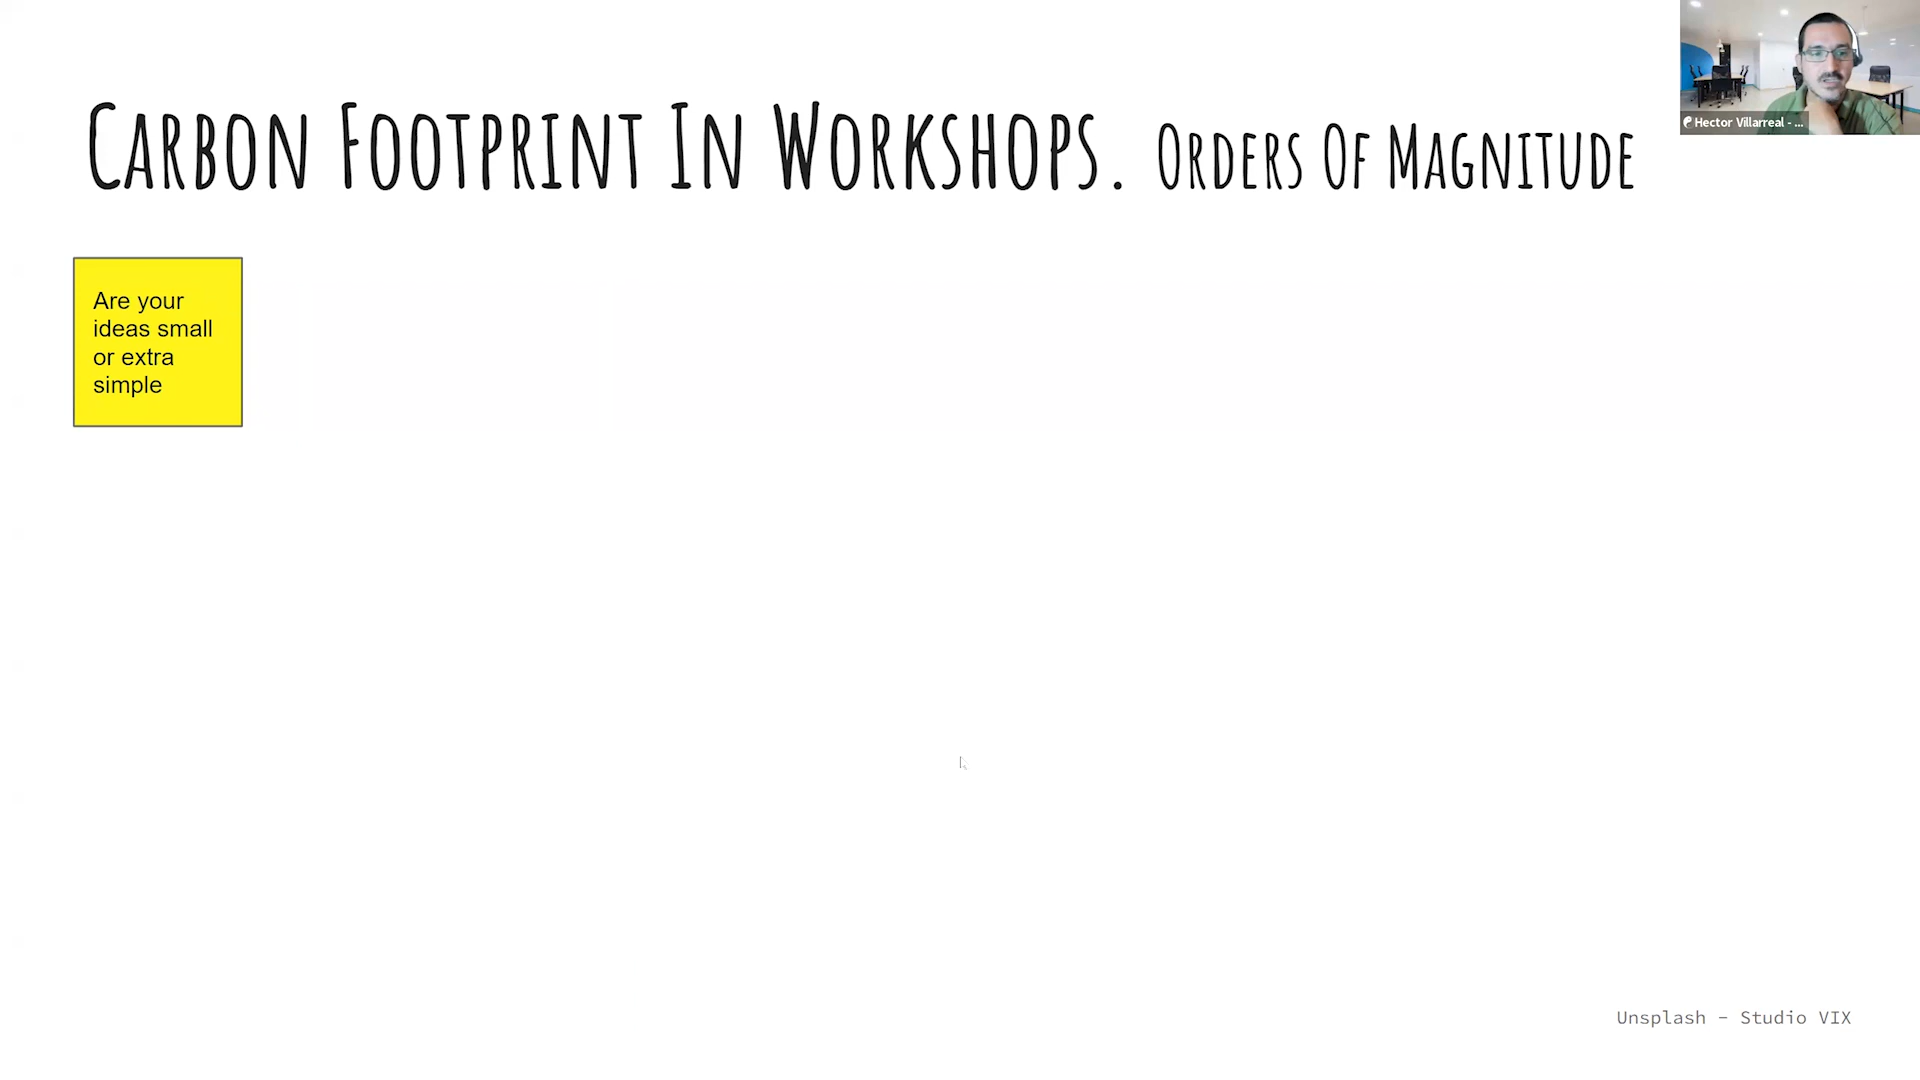 Carbon Footprint In Workshops. Orders Of Magnitude
Hector Villarreal - ...
Are your
ideas small
or extra
simple
Unsplash – Studio VIX